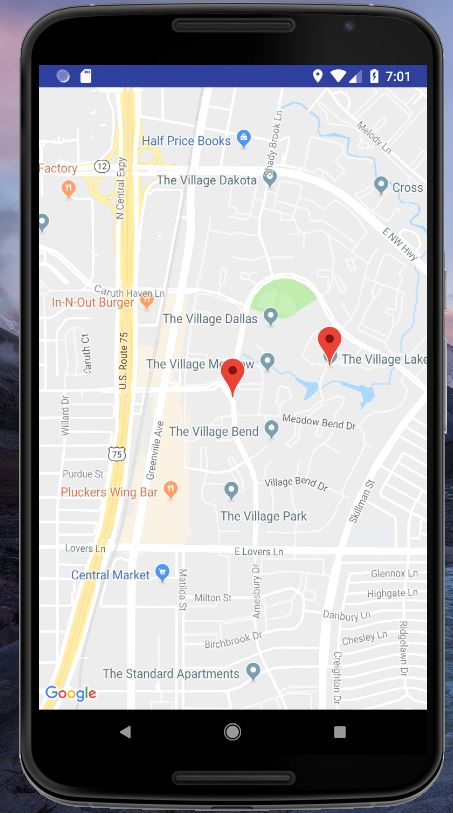 7:01
Half Price Books
Shady Brook Ln
Melody Ln
Factory
12
N Central Expy
The Village Dakota
Cross
E NW Hwy
Caruth Haven Ln
In-N-Out Burger
The Village Dallas
Caruth Ct
U.S. Route 75
The Village Lake
Willard Dr
Meadow Bend Dr
The Village Bend
Greenville Ave
75
Purdue St
Pluckers Wing Bar
Village Bend Dr
Skillman St
The Village Park
Lovers Ln
E Lovers Ln
Central Market
Matilda St
Amesbury Dr
Glennox Ln
Highgate Ln
Milton St
Danbury Ln
Birchbrook Dr
Chesley Ln
Ridgelawn Dr
The Standard Apartments
Creighton Dr
Google